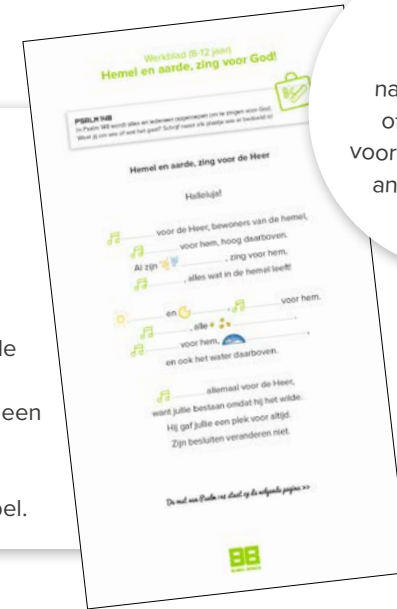 Werkblad (8-12 jaar)
Hemel en aarde, zing voor God!
PSALM 148
In Psalm 148 wordt alles en iedereen opgeroepen om te zingen voor God.
Weet jij om wie of wat het gaat? Schrijf naast elk plaatje wie er bedoeld is!
Hemel en aarde, zing voor de Heer
Halleluja!
voor de Heer, bewoners van de hemel,
voor hem, hoog daarboven.
Al zijn , zing voor hem,
, alles wat in de hemel leeft!
en , voor hem.
, alle .
voor hem, ,
en ook het water daarboven.
allemaal voor de Heer,
want jullie bestaan omdat hij het wilde.
Hij gaf jullie een plek voor altijd.
Zijn besluiten veranderen niet.
De rest van Psalm 148 staat op de volgende pagina >>
na
o
voor
an
de
een
pel.